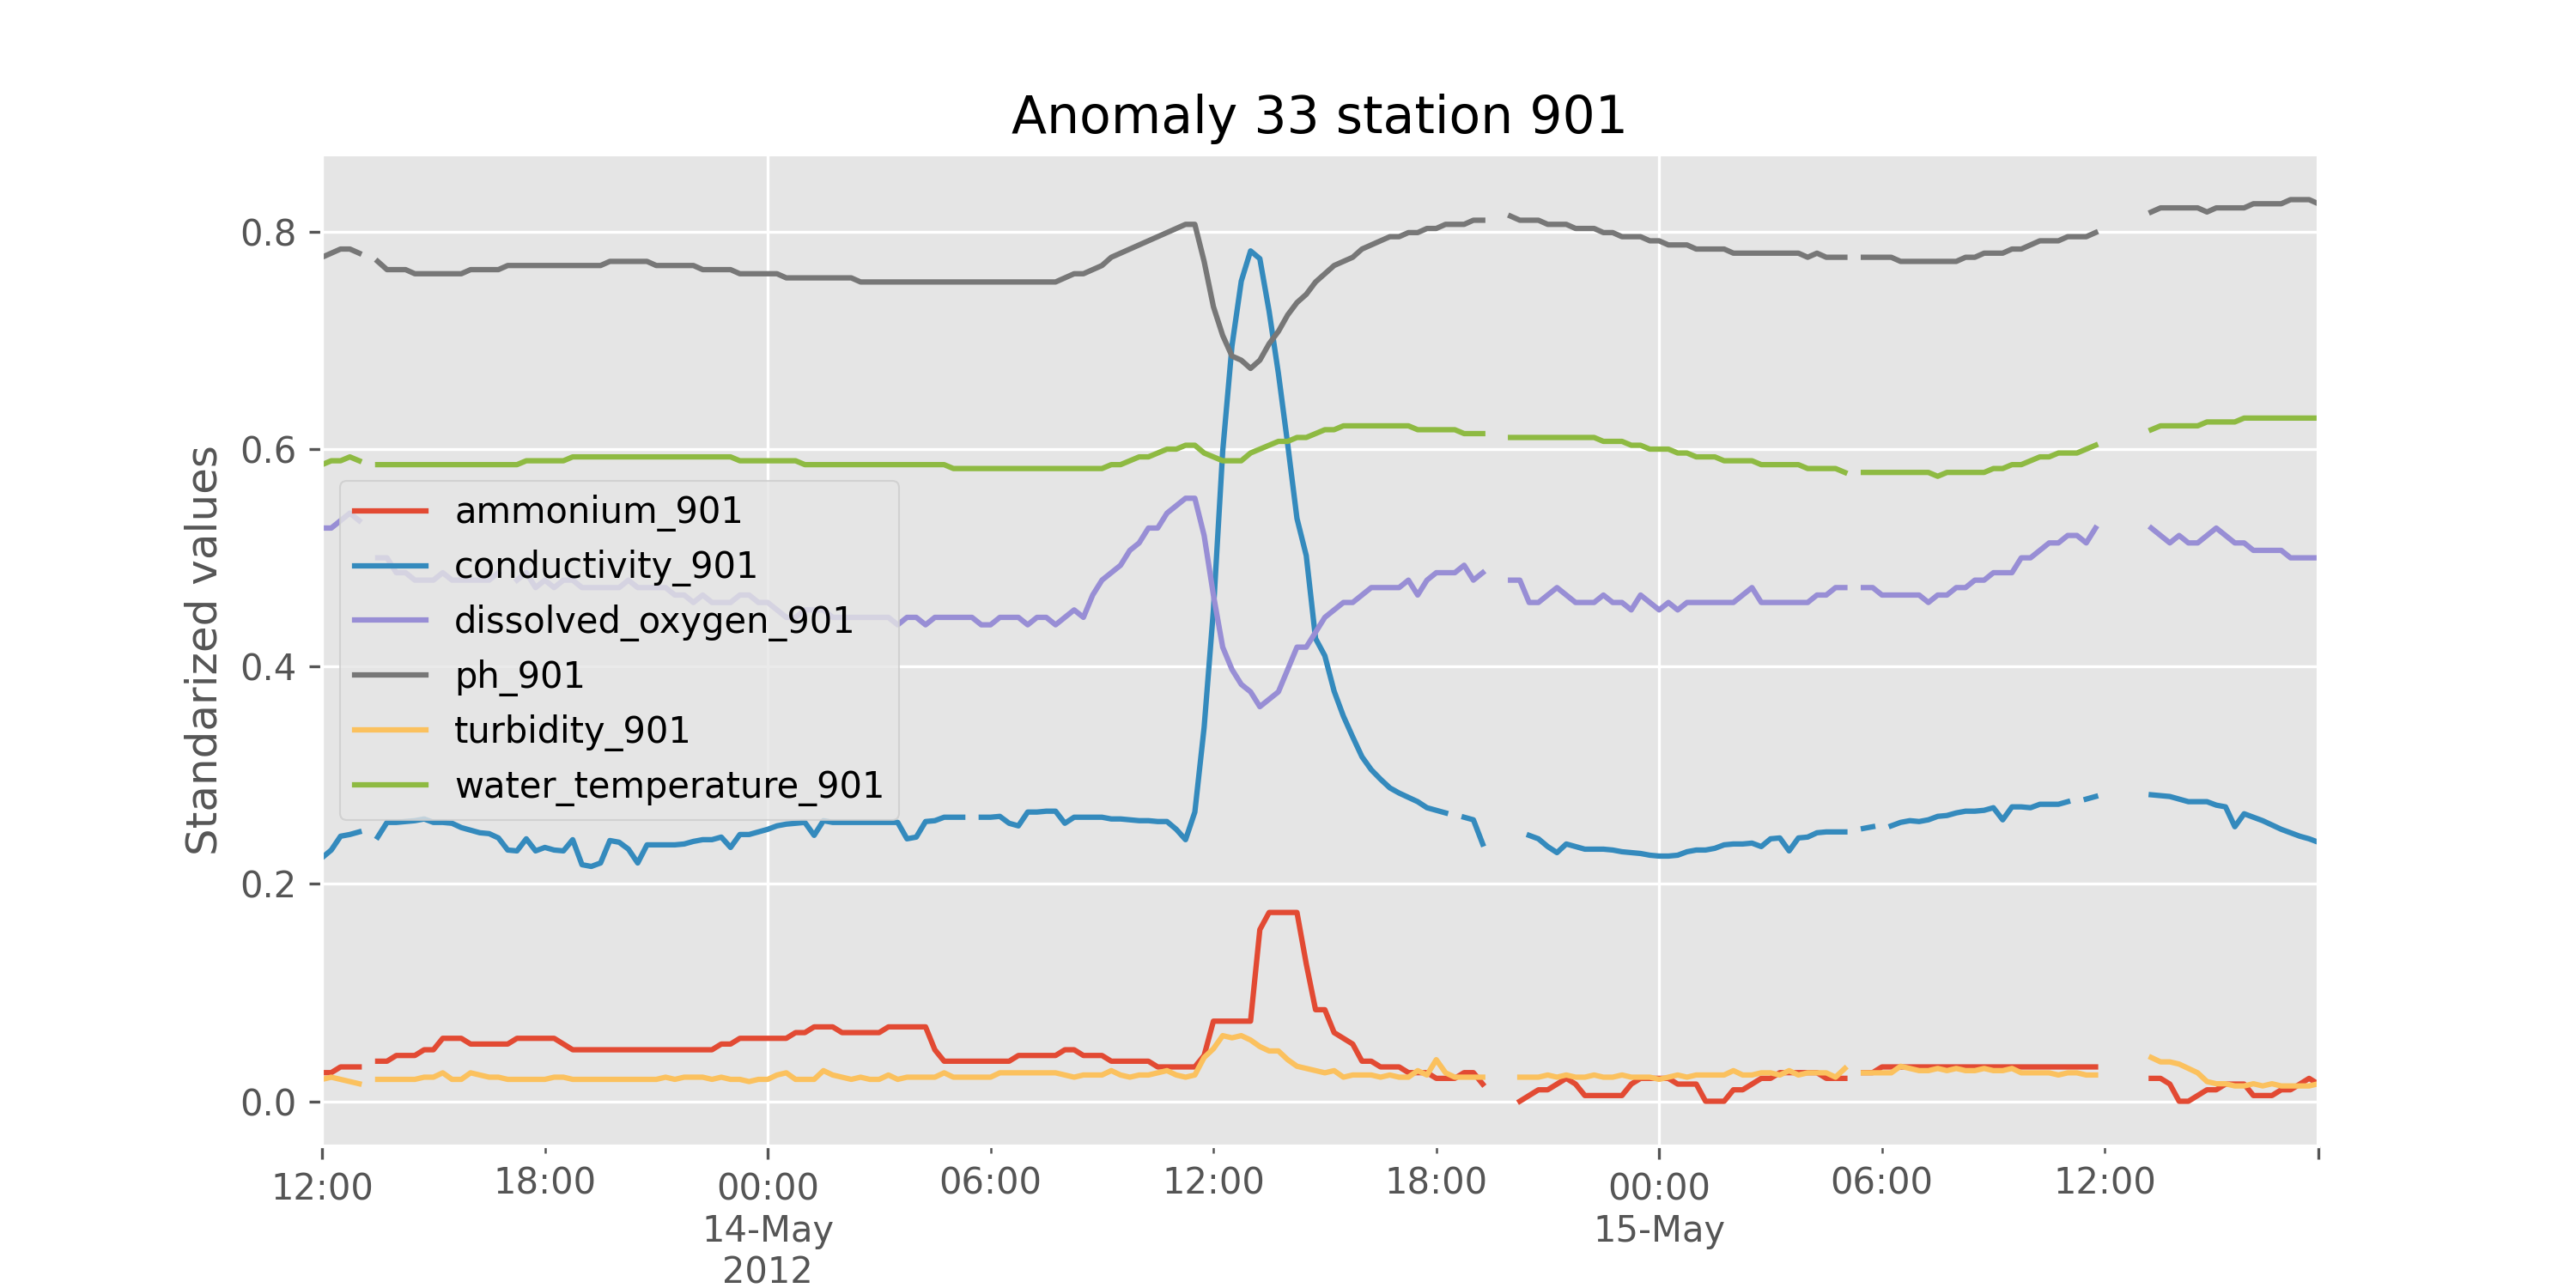 Anomaly 33 station 901
Standarized values
0.8
0.6
0.4
0.2
0.0
ammonium_901
conductivity_901
dissolved_oxygen_901
ph_901
turbidity_901
water_temperature_901
12:00 18:00 00:00 06:00 12:00 18:00 00:00 06:00 12:00
14-May 15-May
2012